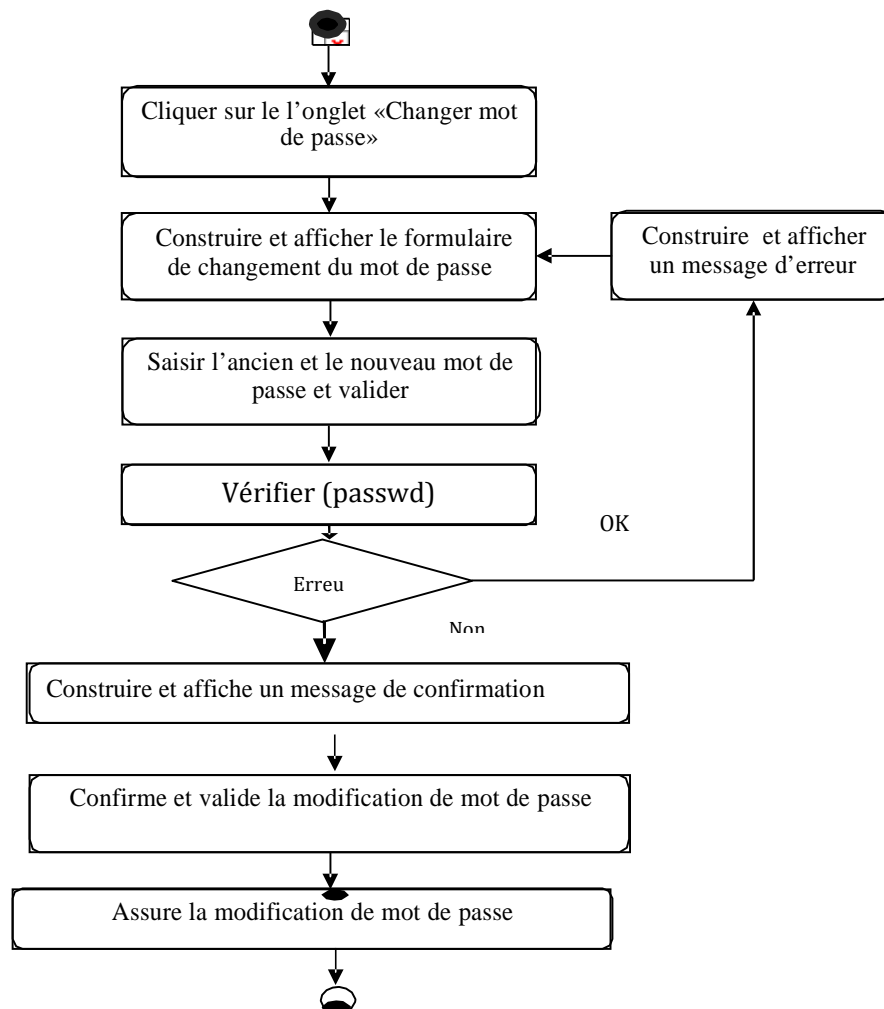 Cliquer sur le l’onglet «Changer mot
de passe»
Construire et afficher le formulaire
de changement du mot de passe
Construire et afficher
un message d’erreur
Saisir l’ancien et le nouveau mot de
passe et valider
Vérifier (passwd)
OK
Erreu
Non
Construire et affiche un message de confirmation
Confirme et valide la modification de mot de passe
Assure la modification de mot de passe